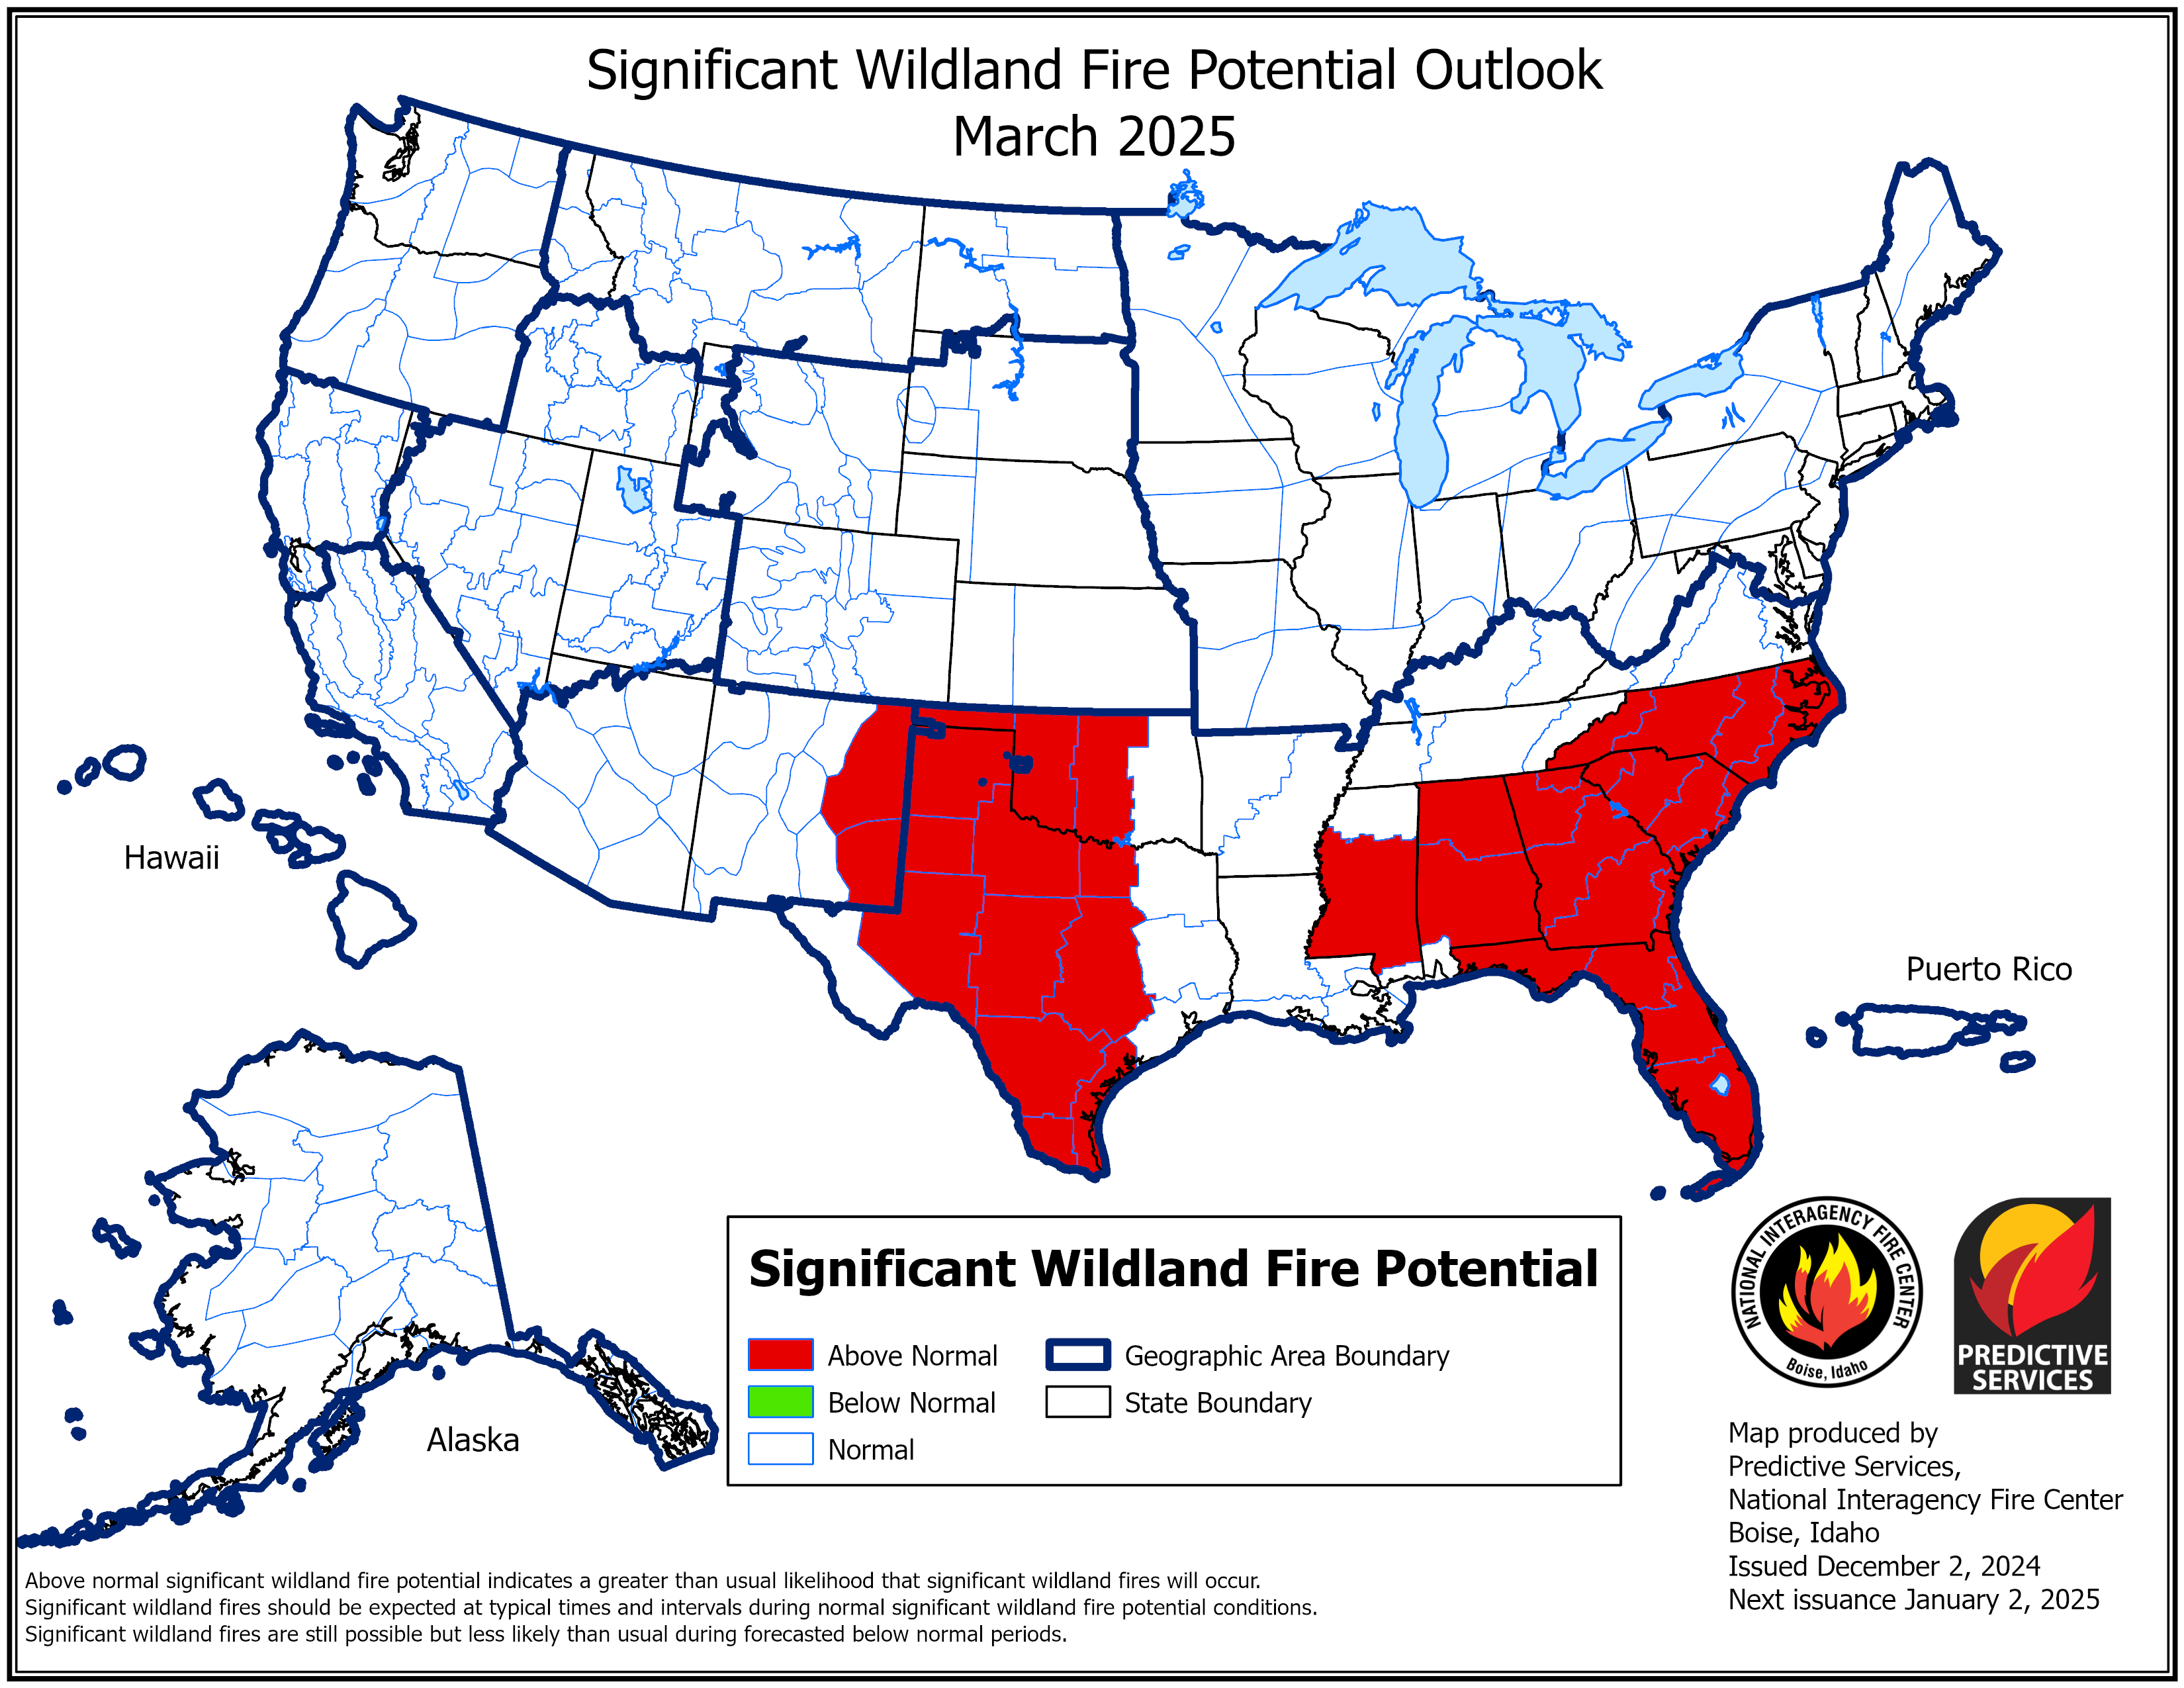 Significant Wildland Fire Potential Outlook
March 2025
Hawaii
Puerto Rico
Alaska
Significant Wildland Fire Potential
Above Normal
Below Normal
Normal
Geographic Area Boundary
State Boundary
NATIONAL INTERAGENCY FIRE CENTER
Boise, Idaho
PREDICTIVE
SERVICES
Map produced by
Predictive Services,
National Interagency Fire Center
Boise, Idaho
Issued December 2, 2024
Next issuance January 2, 2025
Above normal significant wildland fire potential indicates a greater than usual likelihood that significant wildland fires will occur.
Significant wildland fires should be expected at typical times and intervals during normal significant wildland fire potential conditions.
Significant wildland fires are still possible but less likely than usual during forecasted below normal periods.